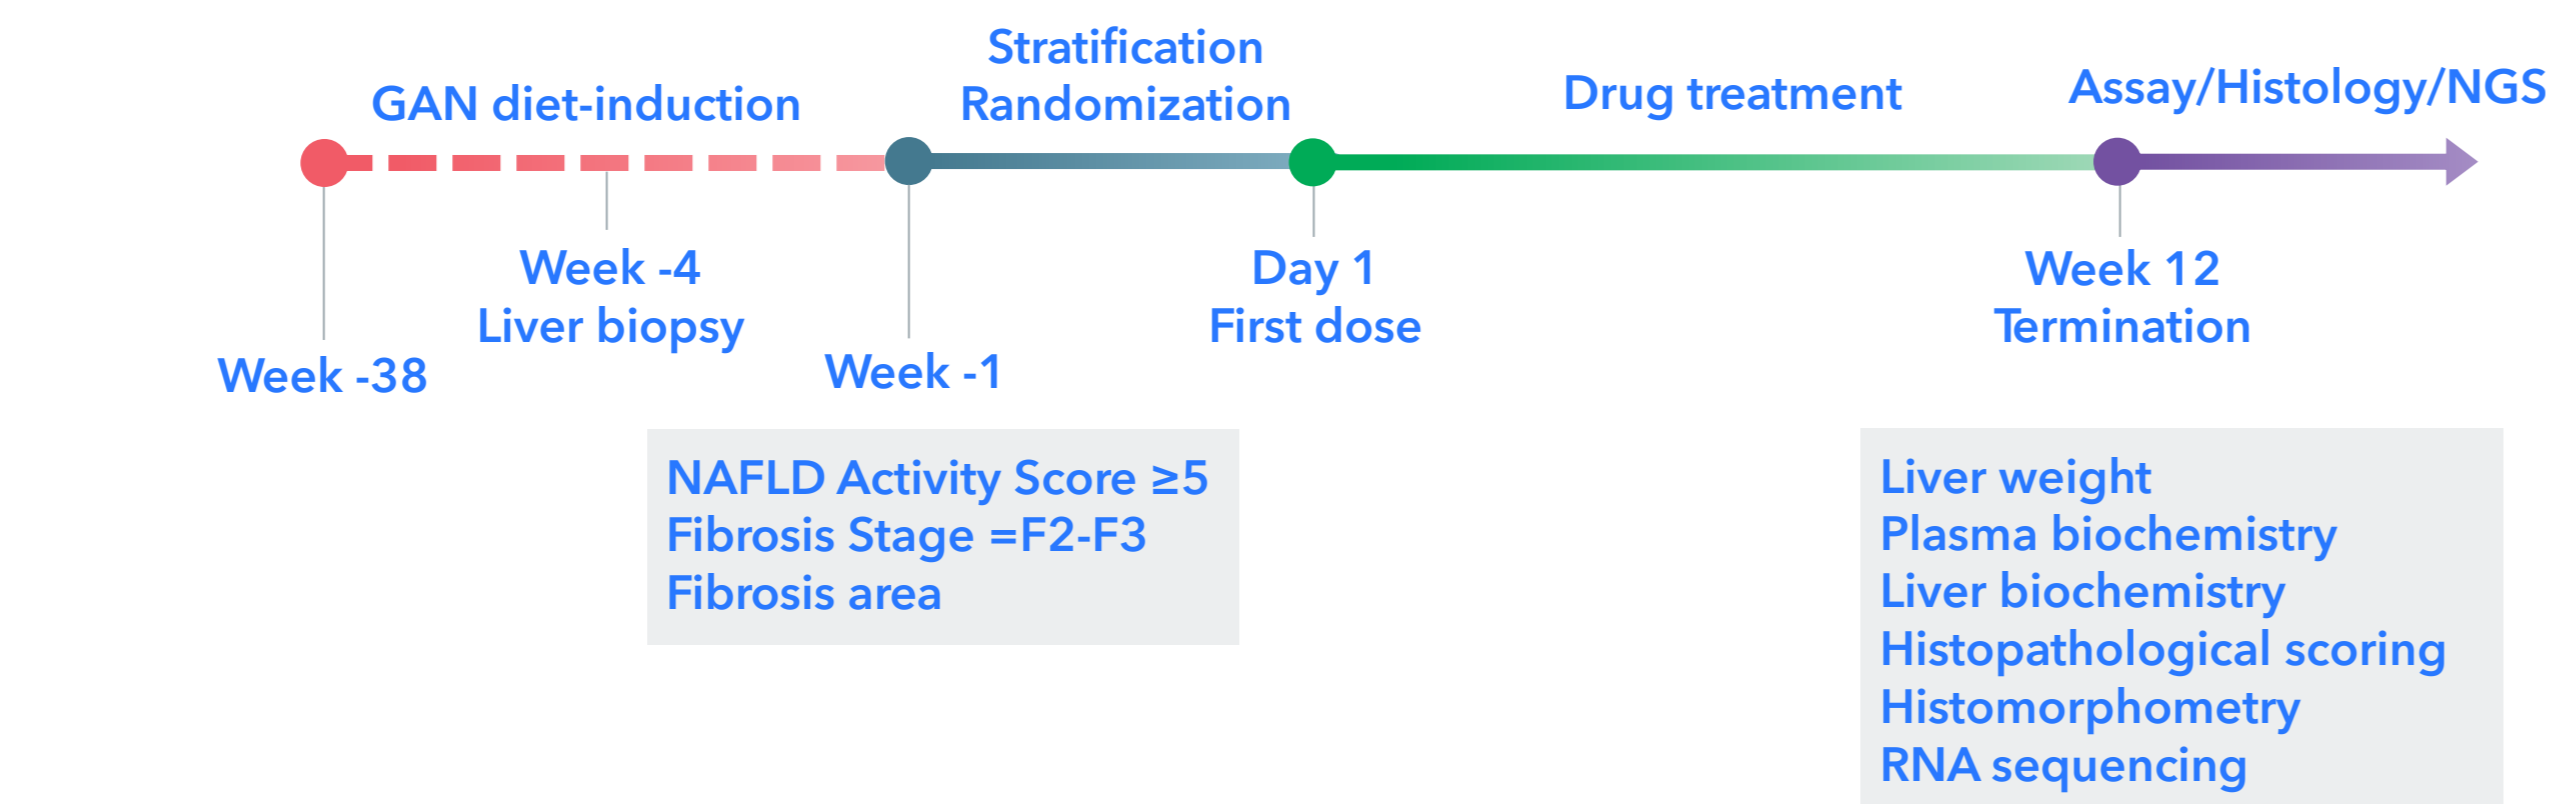 GAN diet-induction
Stratification
Randomization
Drug treatment
Assay/Histology/NGS
Week -38
Week -4
Liver biopsy
Week -1
Day 1
First dose
Week 12
Termination
NAFLD Activity Score ≥5
Fibrosis Stage =F2-F3
Fibrosis area
Liver weight
Plasma biochemistry
Liver biochemistry
Histopathological scoring
Histomorphometry
RNA sequencing